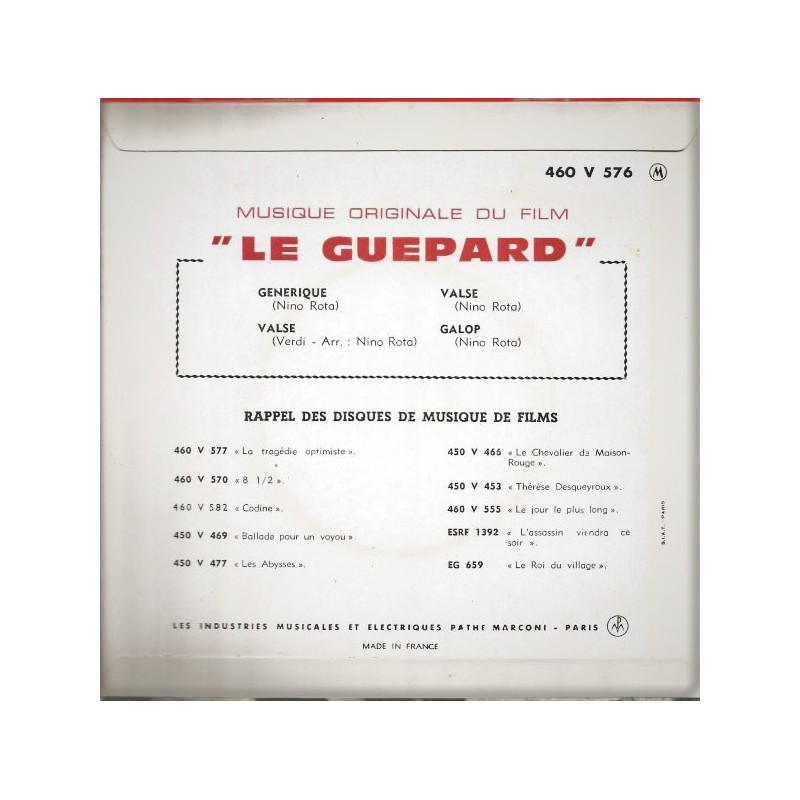 460 V 576 M
MUSIQUE ORIGINALE DU FILM
"LE GUEPARD"
GENERIQUE
(Nino Rota)
VALSE
(Verdi - Arr. : Nino Rota)
VALSE
(Nino Rota)
GALOP
(Nino Rota)
RAPPEL DES DISQUES DE MUSIQUE DE FILMS
460 V 577 « La tragédie optimiste ».
460 V 570 « 8 1/2 ».
460 V 582 « Codine ».
450 V 469 « Ballade pour un voyou ».
450 V 477 « Les Abysses ».
450 V 466 « Le Chevalier de Maison-
Rouge ».
450 V 453 « Thérèse Desqueyroux ».
460 V 555 « Le jour le plus long ».
ESRF 1392 « L'assassin viendra ce
soir ».
EG 659 « Le Roi du village ».
S.I.A.T. - PARIS
LES INDUSTRIES MUSICALES ET ELECTRIQUES PATHE MARCONI - PARIS
MADE IN FRANCE